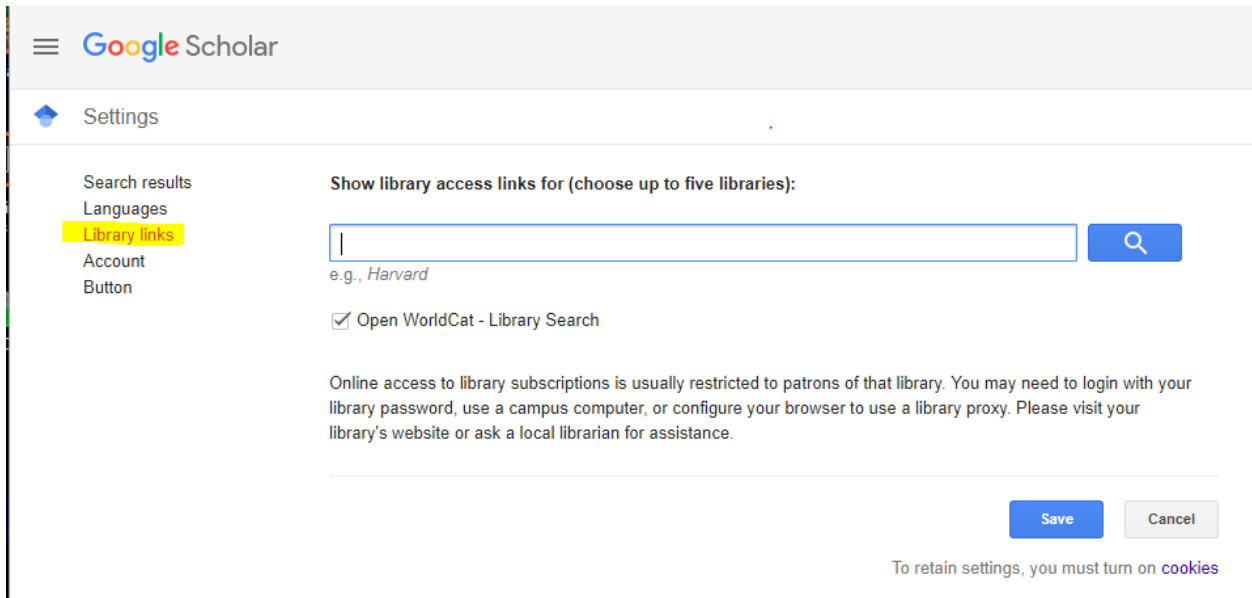 Google Scholar
Settings
Search results
Languages
Library links
Account
Button
Show library access links for (choose up to five libraries):
e.g., Harvard
Open WorldCat - Library Search
Online access to library subscriptions is usually restricted to patrons of that library. You may need to login with your
library password, use a campus computer, or configure your browser to use a library proxy. Please visit your
library's website or ask a local librarian for assistance.
Save Cancel
To retain settings, you must turn on cookies